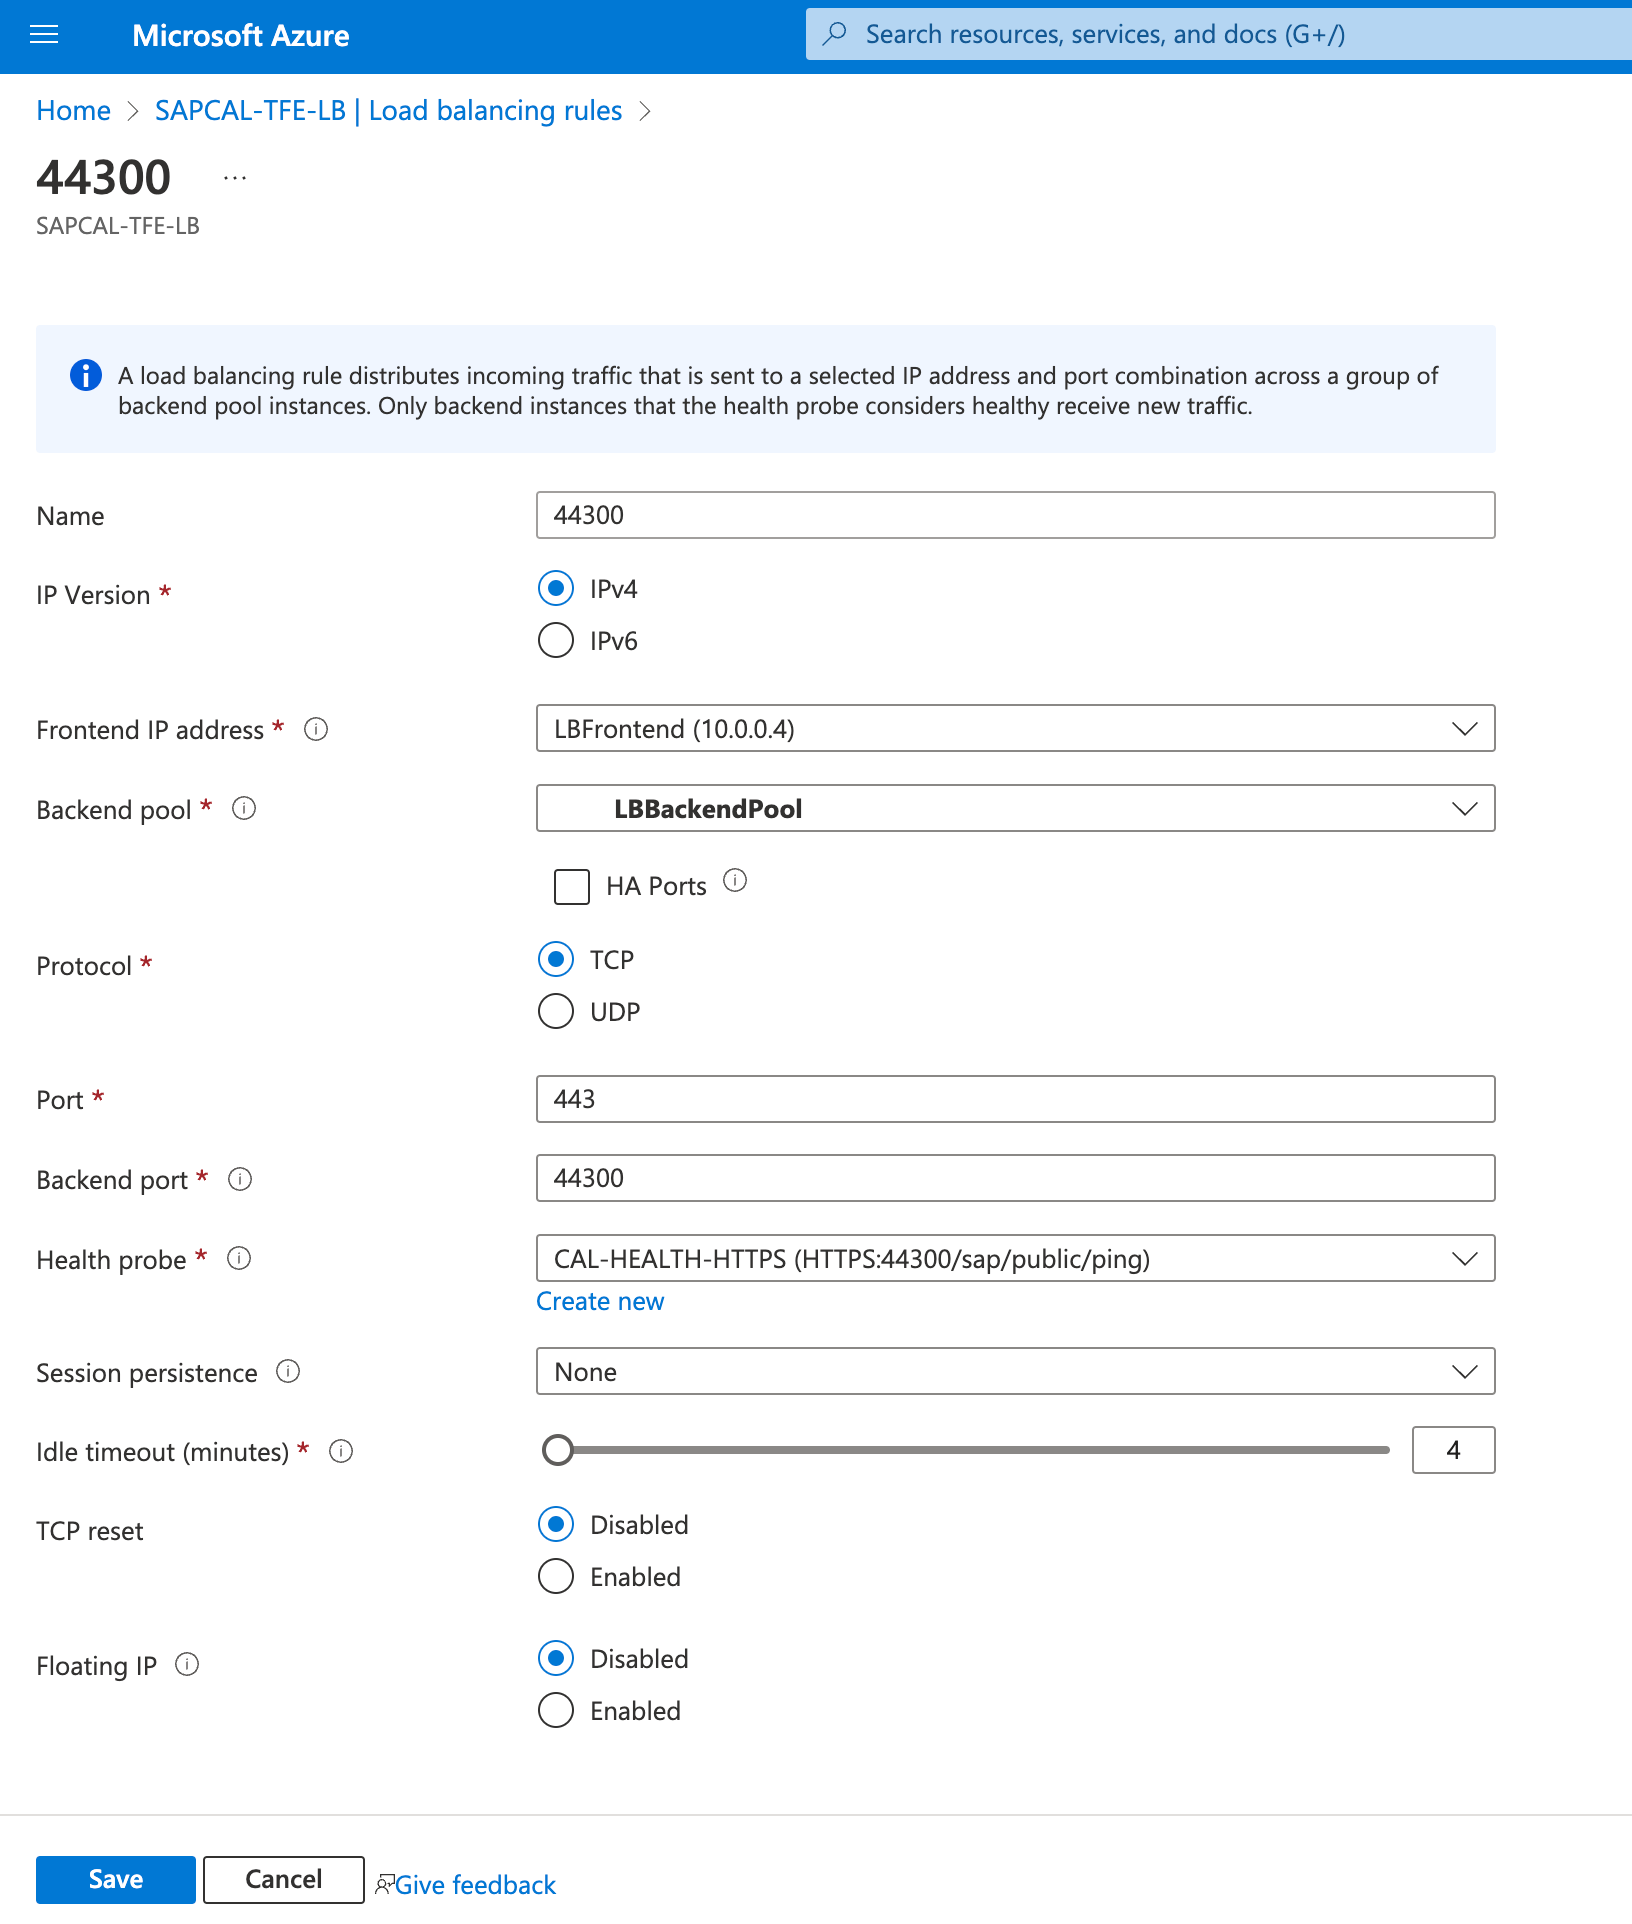 Microsoft Azure
Search resources, services, and docs (G+/)
Home > SAPCAL-TFE-LB | Load balancing rules >
44300 ...
SAPCAL-TFE-LB
A load balancing rule distributes incoming traffic that is sent to a selected IP address and port combination across a group of
backend pool instances. Only backend instances that the health probe considers healthy receive new traffic.
Name
44300
IP Version *
IPv4
IPv6
Frontend IP address *
LBFrontend (10.0.0.4)
Backend pool *
LBBackendPool
HA Ports
Protocol *
TCP
UDP
Port *
443
Backend port *
44300
Health probe *
CAL-HEALTH-HTTPS (HTTPS:44300/sap/public/ping)
Create new
Session persistence
None
Idle timeout (minutes) *
4
TCP reset
Disabled
Enabled
Floating IP
Disabled
Enabled
Save
Cancel
Give feedback